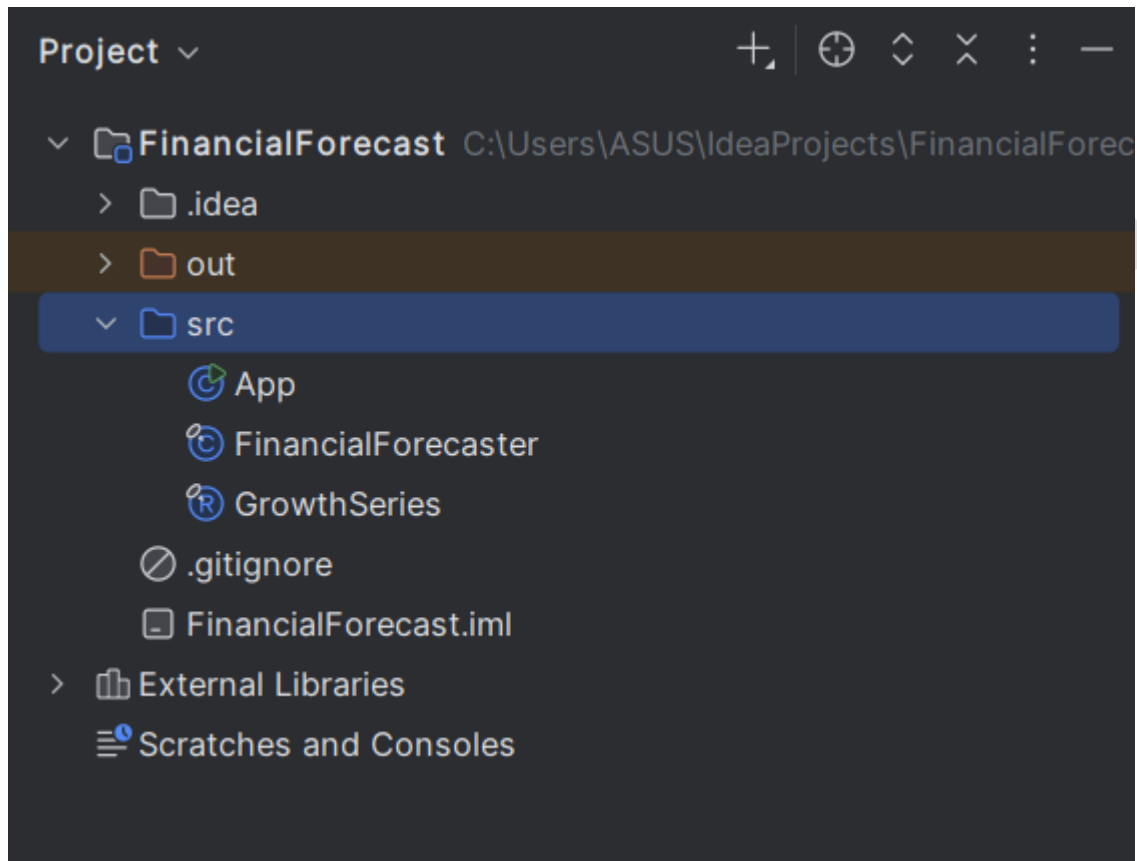 Project
FinancialForecast C:\Users\ASUS\IdeaProjects\FinancialForec
.idea
out
src
App
FinancialForecaster
GrowthSeries
.gitignore
FinancialForecast.iml
External Libraries
Scratches and Consoles